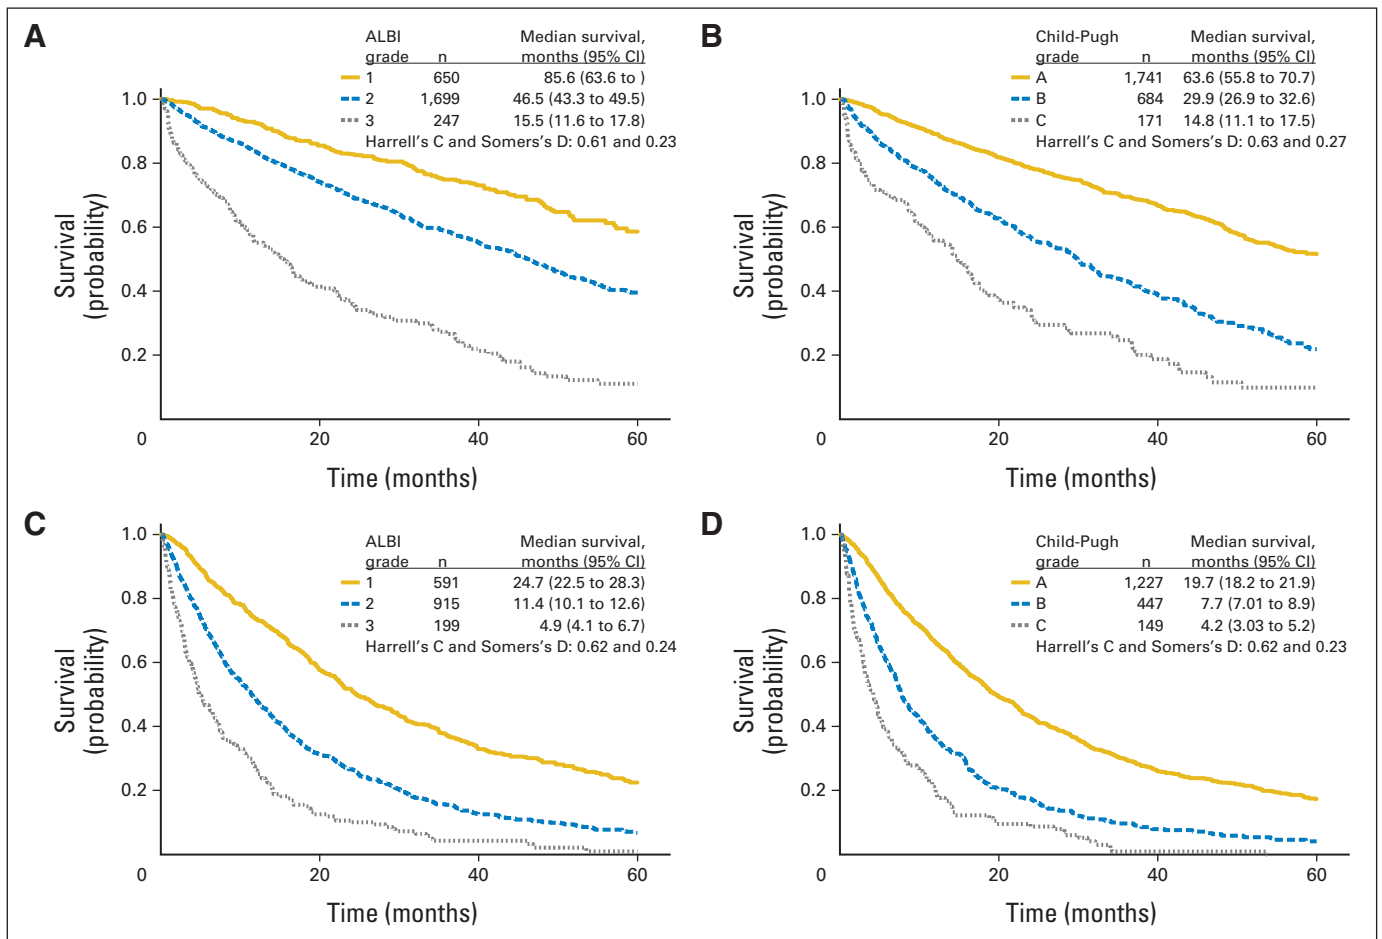 A
ALBI Median survival,
grade n months (95% CI)
1 650 85.6 (63.6 to )
2 1,699 46.5 (43.3 to 49.5)
3 247 15.5 (11.6 to 17.8)
Harrell's C and Somers's D: 0.61 and 0.23
1.0
0.8
0.6
0.4
0.2
Survival
(probability)
0 20 40 60
Time (months)
B
Child-Pugh Median survival,
grade n months (95% CI)
A 1,741 63.6 (55.8 to 70.7)
B 684 29.9 (26.9 to 32.6)
C 171 14.8 (11.1 to 17.5)
Harrell's C and Somers's D: 0.63 and 0.27
1.0
0.8
0.6
0.4
0.2
Survival
(probability)
0 20 40 60
Time (months)
C
ALBI Median survival,
grade n months (95% CI)
1 591 24.7 (22.5 to 28.3)
2 915 11.4 (10.1 to 12.6)
3 199 4.9 (4.1 to 6.7)
Harrell's C and Somers's D: 0.62 and 0.24
1.0
0.8
0.6
0.4
0.2
Survival
(probability)
0 20 40 60
Time (months)
D
Child-Pugh Median survival,
grade n months (95% CI)
A 1,227 19.7 (18.2 to 21.9)
B 447 7.7 (7.01 to 8.9)
C 149 4.2 (3.03 to 5.2)
Harrell's C and Somers's D: 0.62 and 0.23
1.0
0.8
0.6
0.4
0.2
Survival
(probability)
0 20 40 60
Time (months)